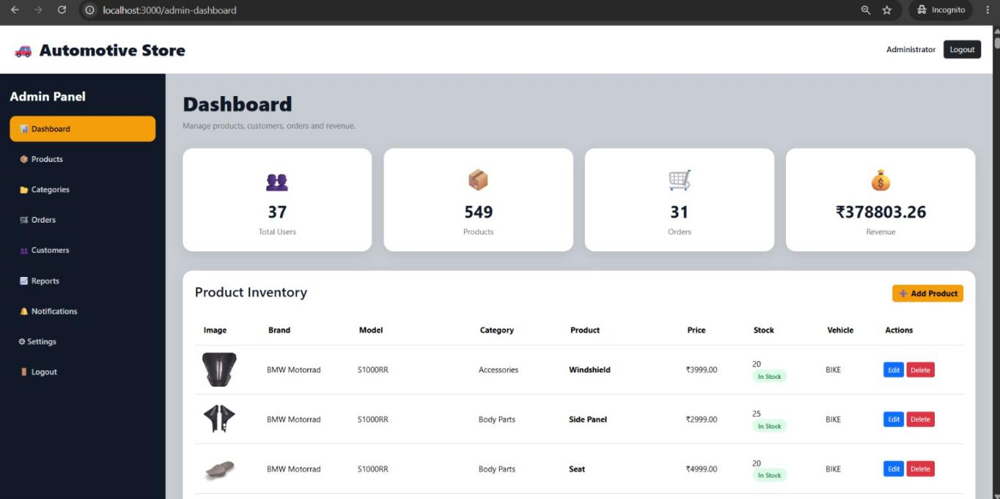 localhost:3000/admin-dashboard
Incognito
Automotive Store
Administrator
Logout
Admin Panel
Dashboard
Products
Categories
Orders
Customers
Reports
Notifications
Settings
Logout
Dashboard
Manage products, customers, orders and revenue.
37
Total Users
549
Products
31
Orders
₹378803.26
Revenue
Product Inventory
Add Product
Image Brand Model Category Product Price Stock Vehicle Actions
BMW Motorrad S1000RR Accessories Windshield ₹3999.00 20 In Stock BIKE Edit Delete
BMW Motorrad S1000RR Body Parts Side Panel ₹2999.00 25 In Stock BIKE Edit Delete
BMW Motorrad S1000RR Body Parts Seat ₹4999.00 20 In Stock BIKE Edit Delete